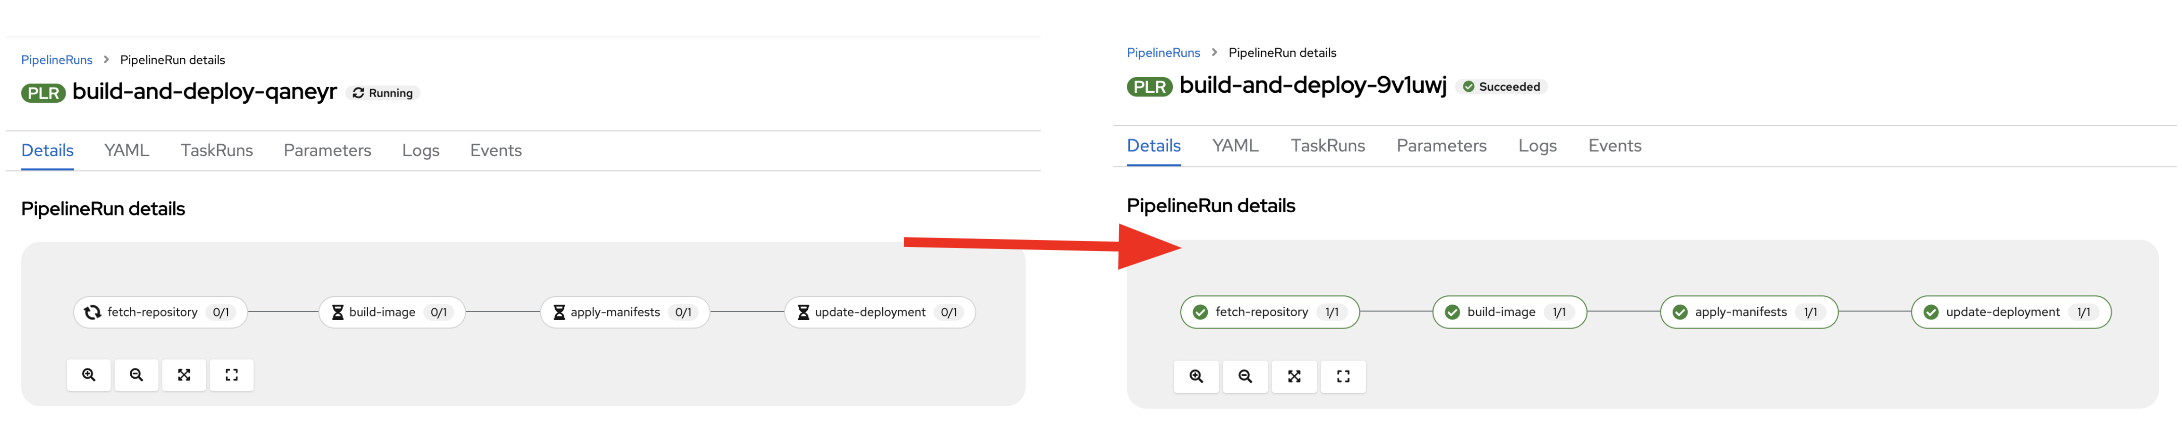 PipelineRuns > PipelineRun details
PLR build-and-deploy-qaneyr Running
Details YAML TaskRuns Parameters Logs Events
PipelineRun details
fetch-repository 0/1 build-image 0/1 apply-manifests 0/1 update-deployment 0/1
PipelineRuns > PipelineRun details
PLR build-and-deploy-9v1uwj Succeeded
Details YAML TaskRuns Parameters Logs Events
PipelineRun details
fetch-repository 1/1 build-image 1/1 apply-manifests 1/1 update-deployment 1/1